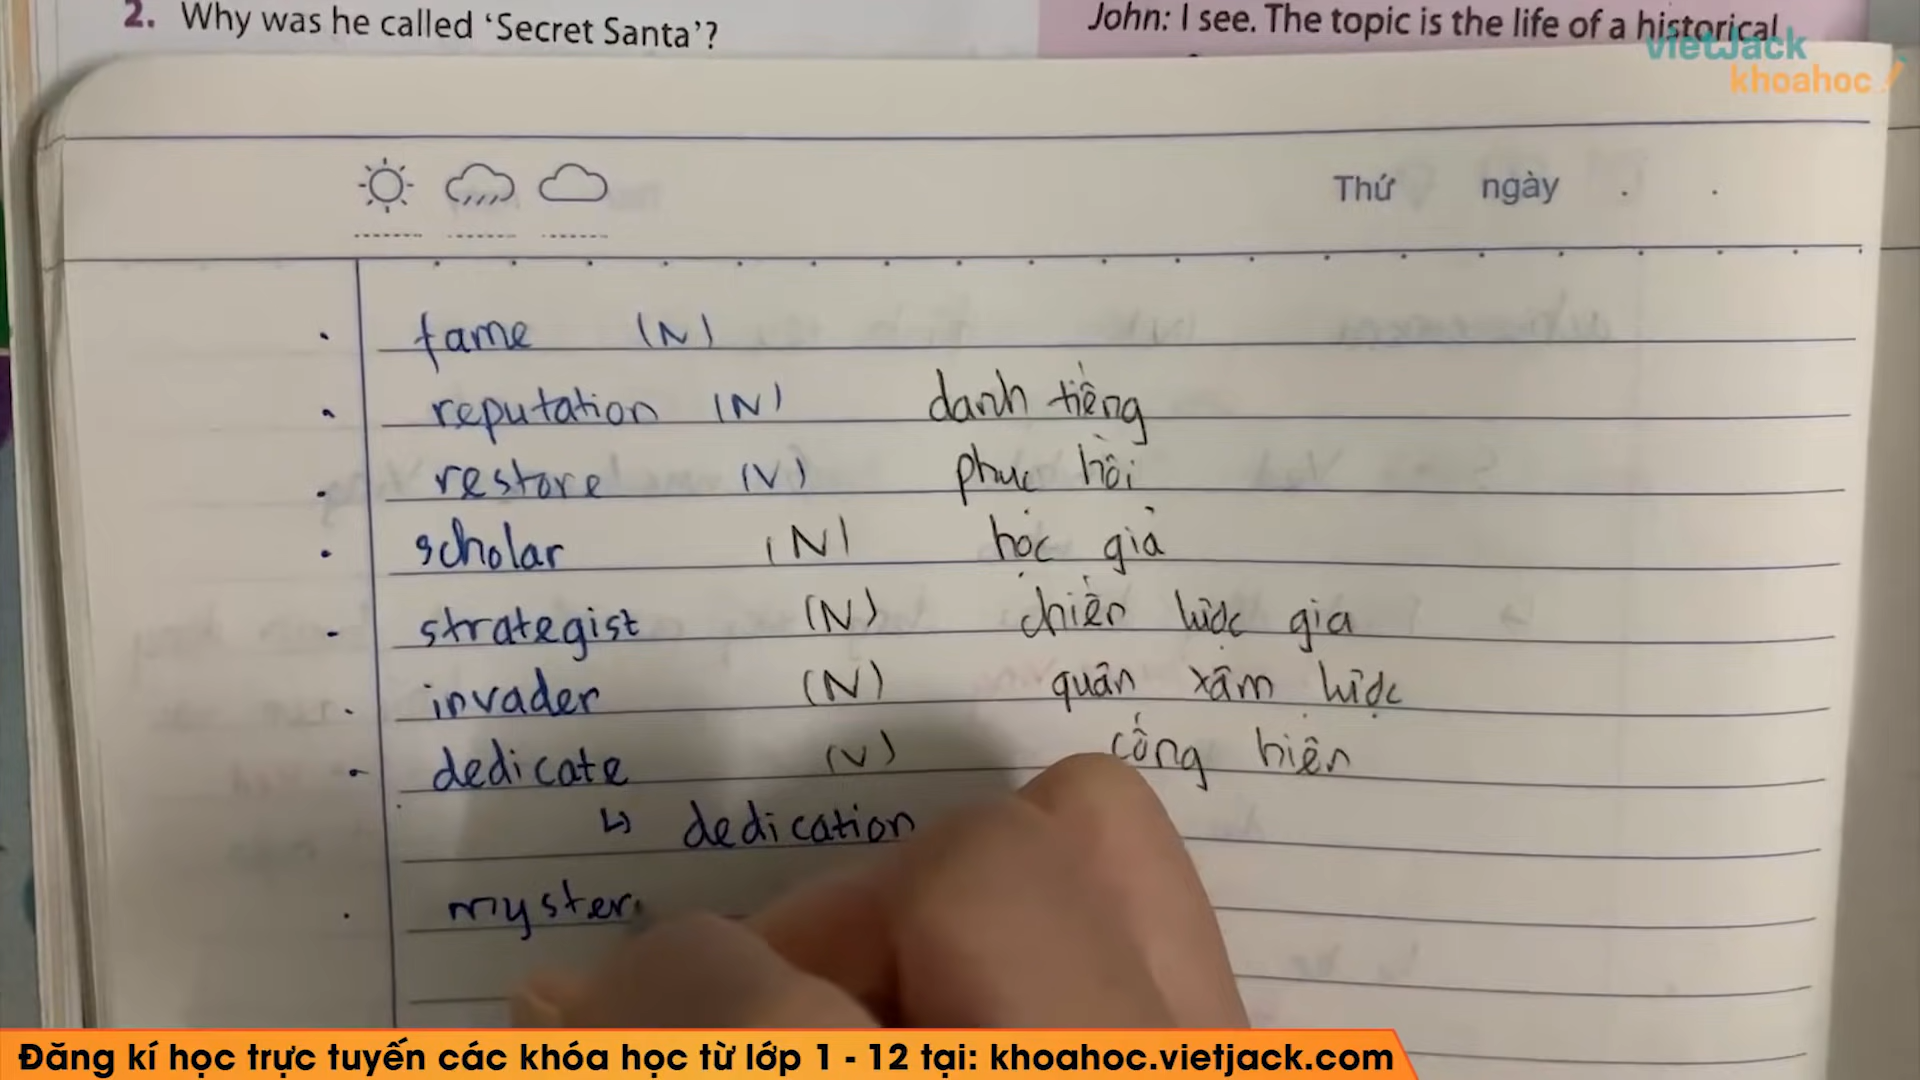 2. Why was he called ‘Secret Santa’?
John: I see. The topic is the life of a historical
vietJack
khoahoc
Thứ ngày . .
fame (N)
reputation (N) danh tiếng
restore (V) phục hồi
scholar (N) học giả
strategist (N) chiến lược gia
invader (N) quân xâm lược
dedicate (V) cống hiến
↳ dedication
myster
Đăng kí học trực tuyến các khóa học từ lớp 1 - 12 tại: khoahoc.vietjack.com